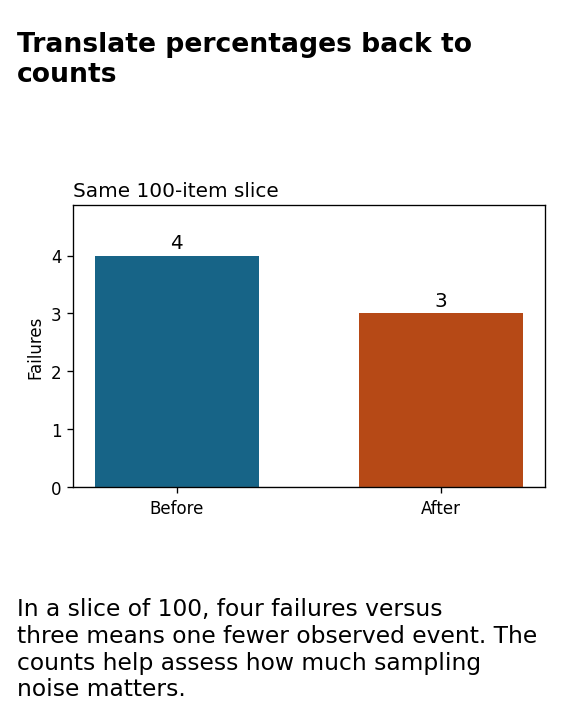 Translate percentages back to
counts
Same 100-item slice
4
3
Failures
4
3
2
1
0
Before
After
In a slice of 100, four failures versus
three means one fewer observed event. The
counts help assess how much sampling
noise matters.